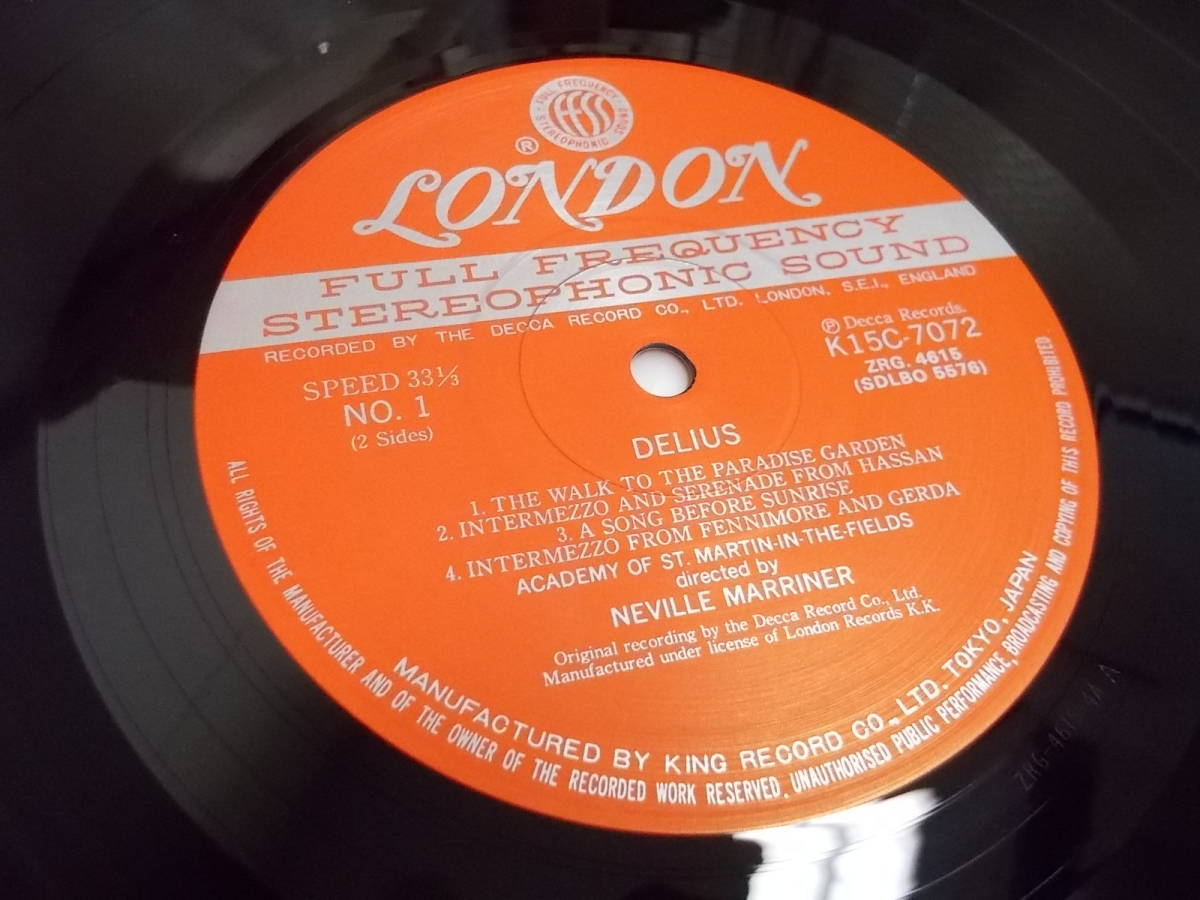 FULL FREQUENCY
ffss
STEREOPHONIC SOUND
®
LONDON
FULL FREQUENCY
STEREOPHONIC SOUND
RECORDED BY THE DECCA RECORD CO., LTD. LONDON, S.E.I., ENGLAND
SPEED 33⅓
NO. 1
(2 Sides)
Ⓟ Decca Records.
K15C-7072
ZRG. 4615
(SDLBO 5576)
DELIUS
1. THE WALK TO THE PARADISE GARDEN
2. INTERMEZZO AND SERENADE FROM HASSAN
3. A SONG BEFORE SUNRISE
4. INTERMEZZO FROM FENNIMORE AND GERDA
ACADEMY OF ST. MARTIN-IN-THE-FIELDS
directed by
NEVILLE MARRINER
Original recording by the Decca Record Co., Ltd.
Manufactured under license of London Records K.K.
MANUFACTURED BY KING RECORD CO., LTD. TOKYO, JAPAN
ALL RIGHTS OF THE MANUFACTURER AND OF THE OWNER OF THE RECORDED WORK RESERVED. UNAUTHORISED PUBLIC PERFORMANCE, BROADCASTING AND COPYING OF THIS RECORD PROHIBITED.